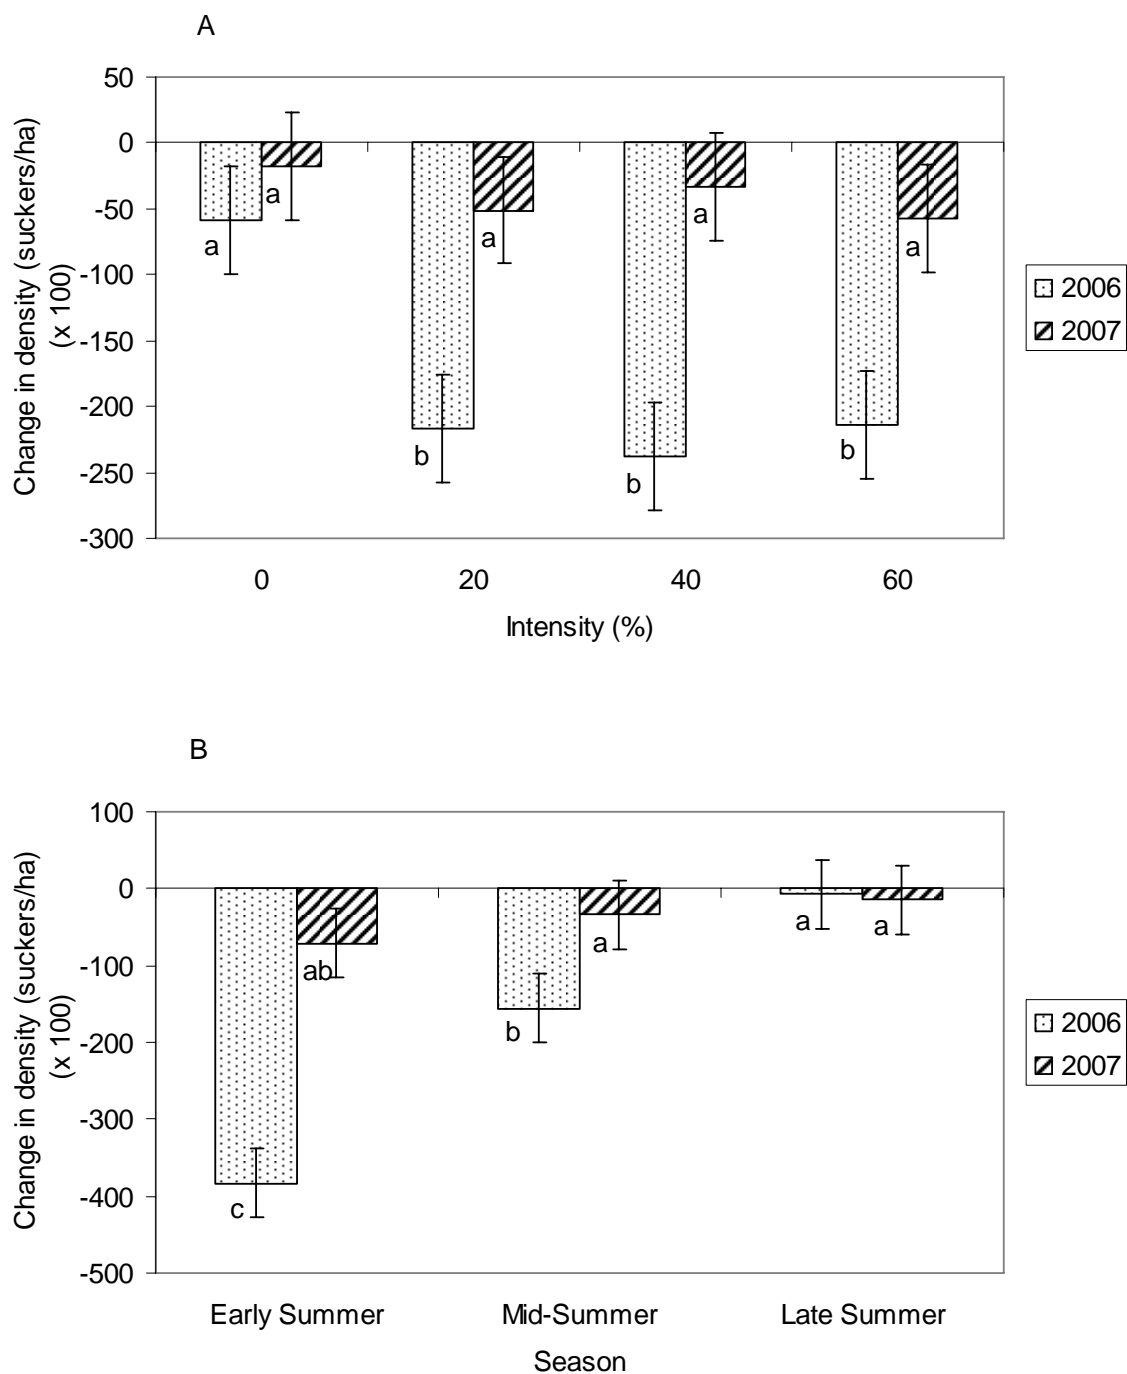 A
50
0
-50
-100
-150
-200
-250
-300
Change in density (suckers/ha)
(x 100)
a
a
b
a
b
a
b
a
0
20
40
60
Intensity (%)
2006
2007
B
100
0
-100
-200
-300
-400
-500
Change in density (suckers/ha)
(x 100)
c
ab
b
a
a
a
Early Summer
Mid-Summer
Late Summer
Season
2006
2007